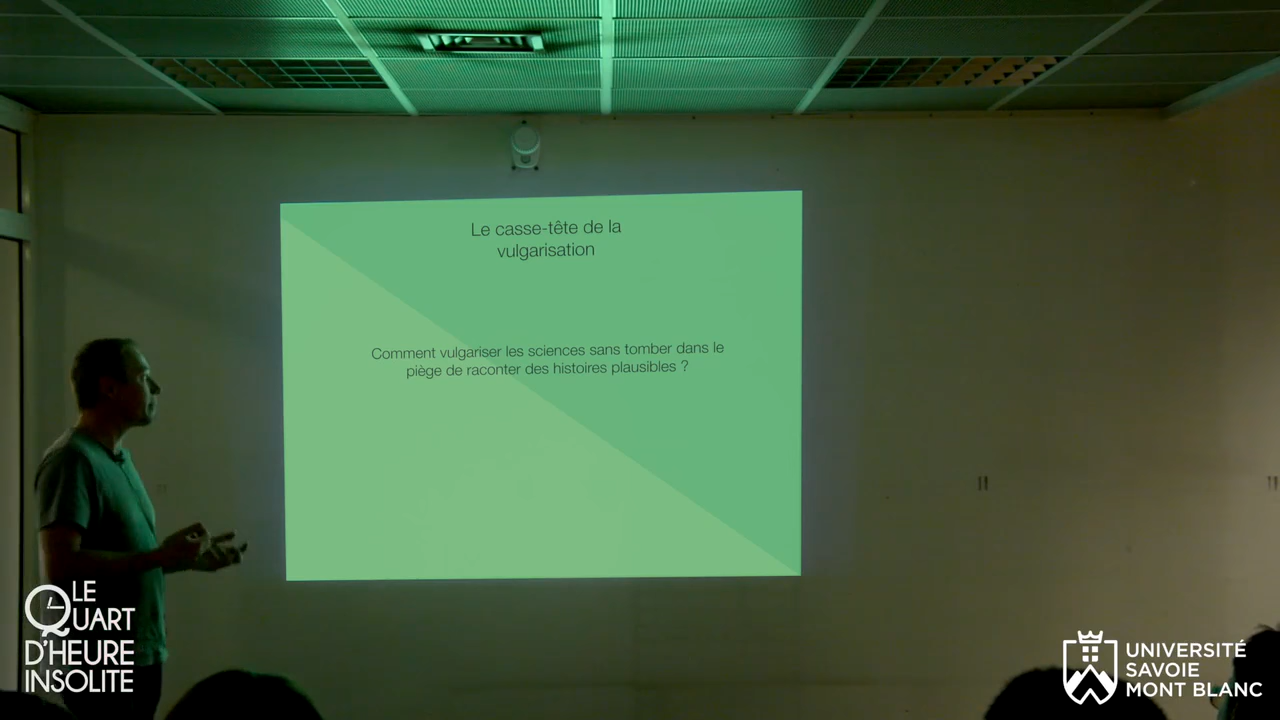 Le casse-tête de la
vulgarisation
Comment vulgariser les sciences sans tomber dans le
piège de raconter des histoires plausibles ?
LE
QUART
D'HEURE
INSOLITE
UNIVERSITÉ
SAVOIE
MONT BLANC